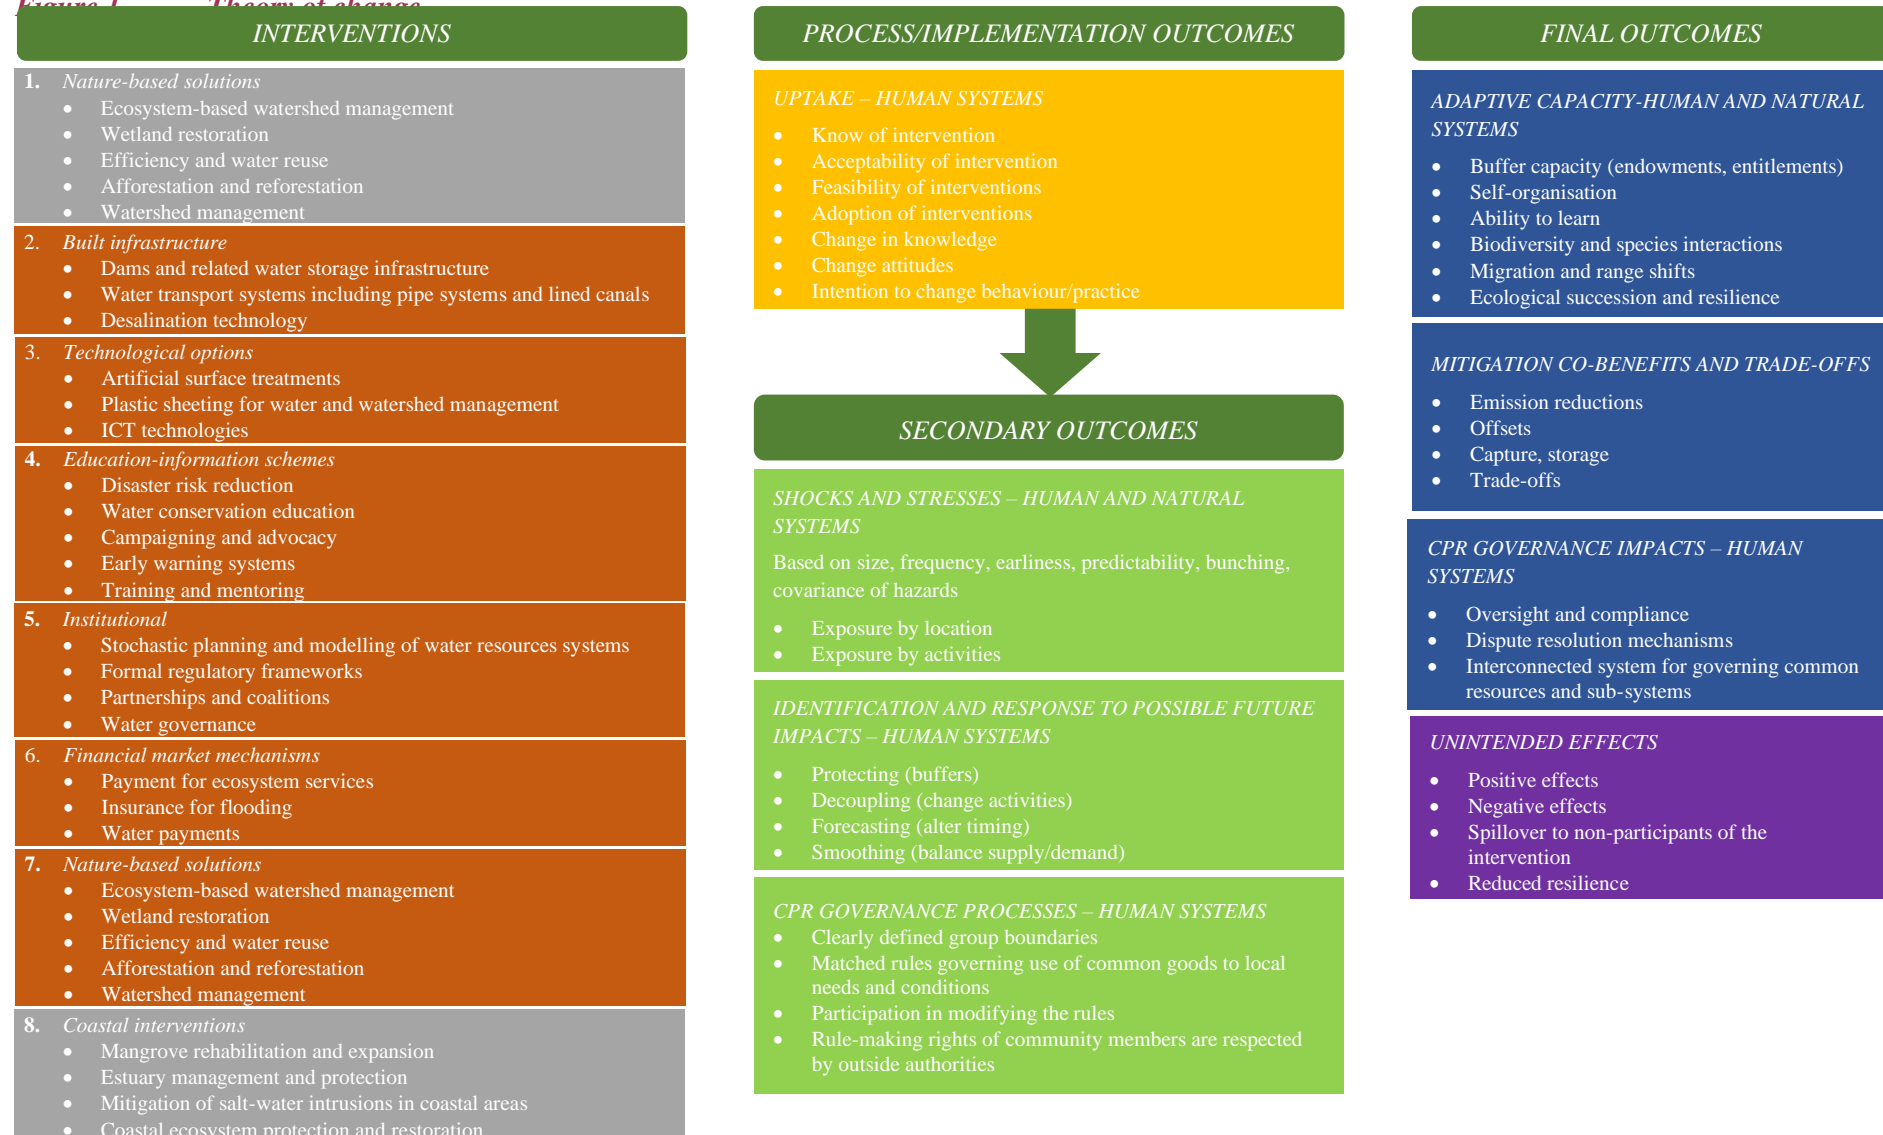 Figure 1 Theory of change
INTERVENTIONS
1. Nature-based solutions
• Ecosystem-based watershed management
• Wetland restoration
• Efficiency and water reuse
• Afforestation and reforestation
• Watershed management
2. Built infrastructure
• Dams and related water storage infrastructure
• Water transport systems including pipe systems and lined canals
• Desalination technology
3. Technological options
• Artificial surface treatments
• Plastic sheeting for water and watershed management
• ICT technologies
4. Education-information schemes
• Disaster risk reduction
• Water conservation education
• Campaigning and advocacy
• Early warning systems
• Training and mentoring
5. Institutional
• Stochastic planning and modelling of water resources systems
• Formal regulatory frameworks
• Partnerships and coalitions
• Water governance
6. Financial market mechanisms
• Payment for ecosystem services
• Insurance for flooding
• Water payments
7. Nature-based solutions
• Ecosystem-based watershed management
• Wetland restoration
• Efficiency and water reuse
• Afforestation and reforestation
• Watershed management
8. Coastal interventions
• Mangrove rehabilitation and expansion
• Estuary management and protection
• Mitigation of salt-water intrusions in coastal areas
• Coastal ecosystem protection and restoration
PROCESS/IMPLEMENTATION OUTCOMES
UPTAKE – HUMAN SYSTEMS
• Know of intervention
• Acceptability of intervention
• Feasibility of interventions
• Adoption of interventions
• Change in knowledge
• Change attitudes
• Intention to change behaviour/practice
SECONDARY OUTCOMES
SHOCKS AND STRESSES – HUMAN AND NATURAL
SYSTEMS
Based on size, frequency, earliness, predictability, bunching,
covariance of hazards
• Exposure by location
• Exposure by activities
IDENTIFICATION AND RESPONSE TO POSSIBLE FUTURE
IMPACTS – HUMAN SYSTEMS
• Protecting (buffers)
• Decoupling (change activities)
• Forecasting (alter timing)
• Smoothing (balance supply/demand)
CPR GOVERNANCE PROCESSES – HUMAN SYSTEMS
• Clearly defined group boundaries
• Matched rules governing use of common goods to local
needs and conditions
• Participation in modifying the rules
• Rule-making rights of community members are respected
by outside authorities
FINAL OUTCOMES
ADAPTIVE CAPACITY-HUMAN AND NATURAL
SYSTEMS
• Buffer capacity (endowments, entitlements)
• Self-organisation
• Ability to learn
• Biodiversity and species interactions
• Migration and range shifts
• Ecological succession and resilience
MITIGATION CO-BENEFITS AND TRADE-OFFS
• Emission reductions
• Offsets
• Capture, storage
• Trade-offs
CPR GOVERNANCE IMPACTS – HUMAN
SYSTEMS
• Oversight and compliance
• Dispute resolution mechanisms
• Interconnected system for governing common
resources and sub-systems
UNINTENDED EFFECTS
• Positive effects
• Negative effects
• Spillover to non-participants of the
intervention
• Reduced resilience